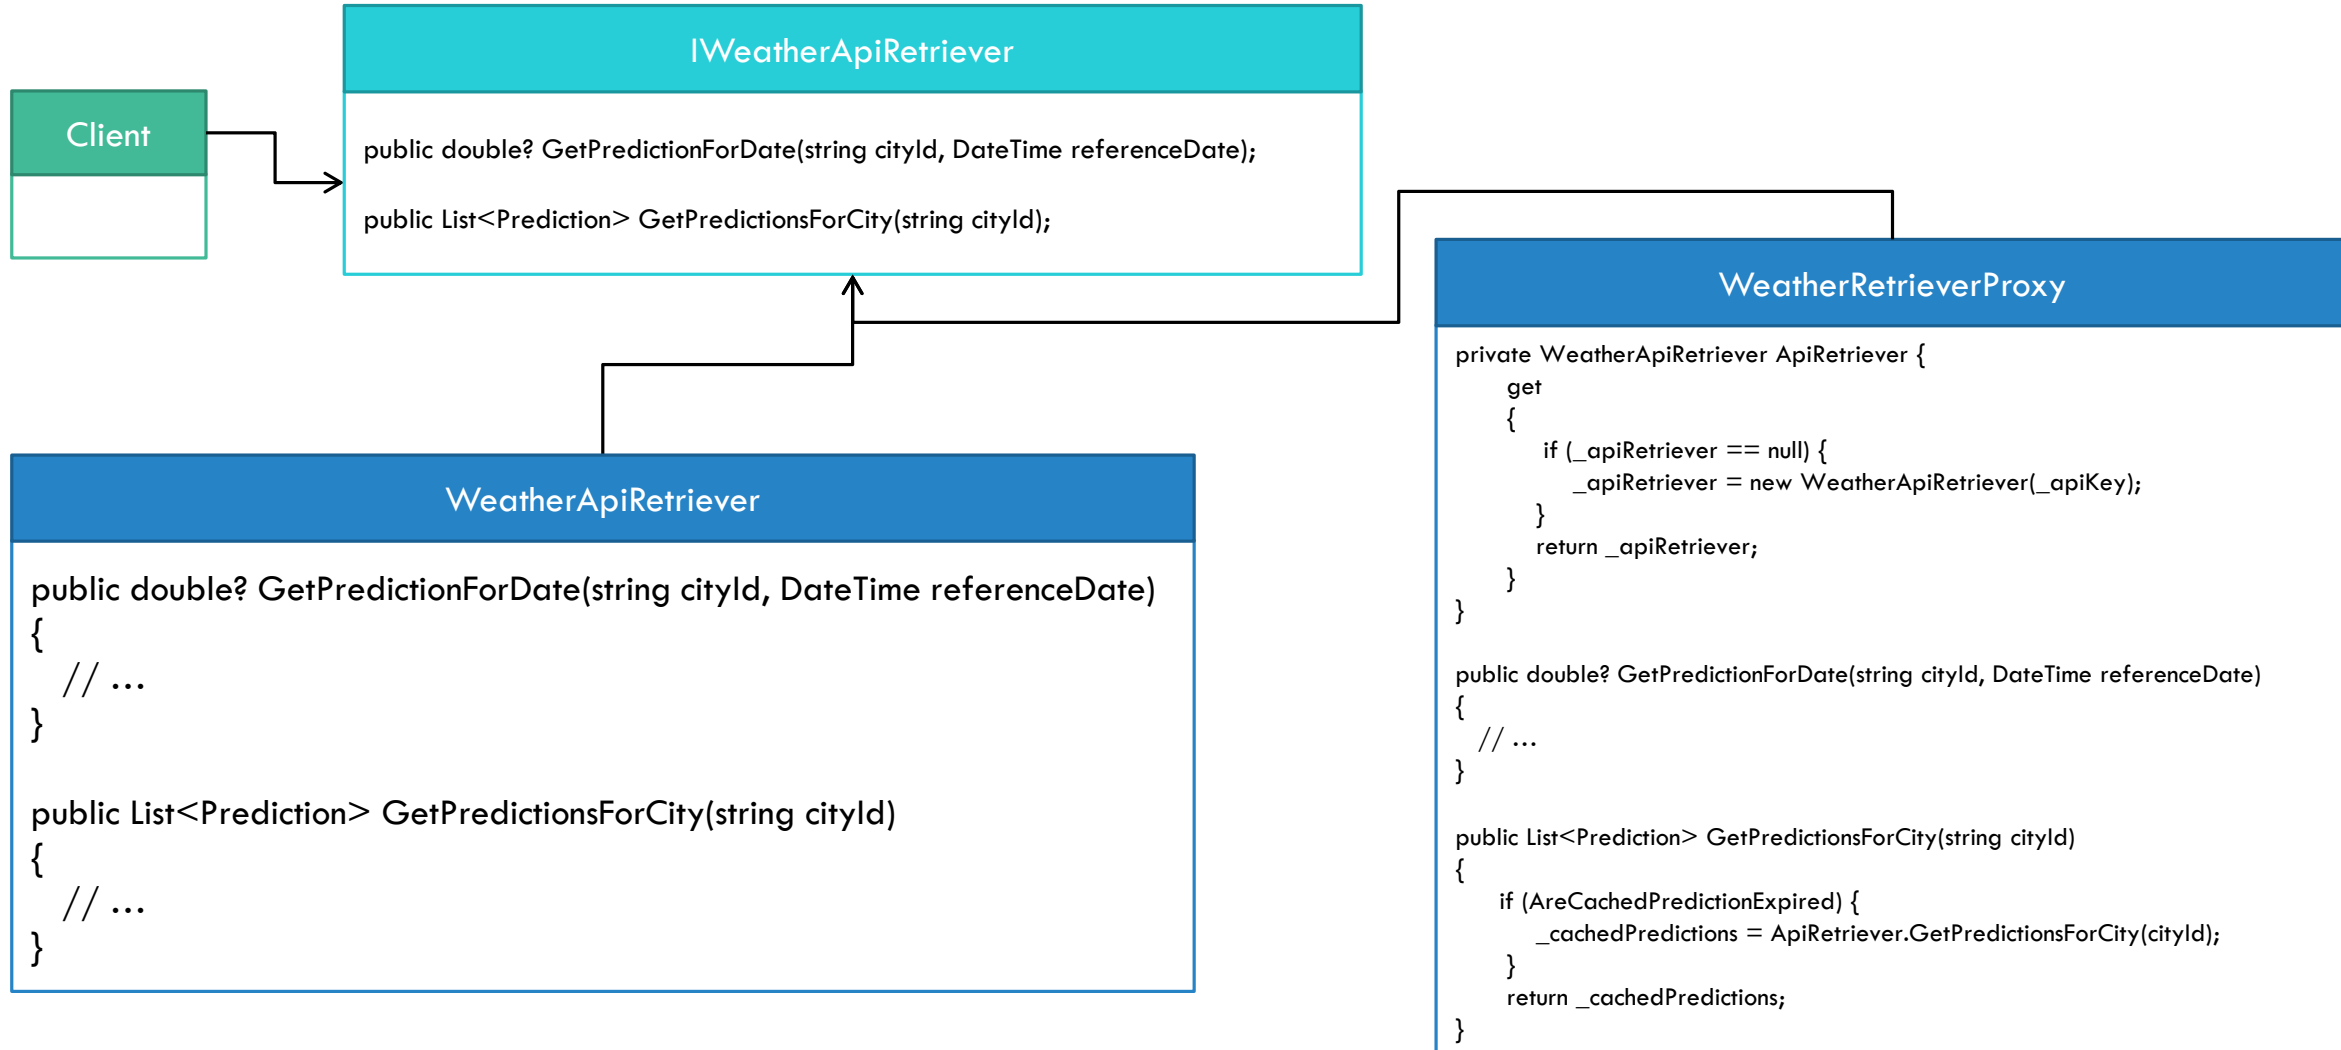 IWeatherApiRetriever
Client
public double? GetPredictionForDate(string cityId, DateTime referenceDate);
public List<Prediction> GetPredictionsForCity(string cityId);
WeatherApiRetriever
public double? GetPredictionForDate(string cityId, DateTime referenceDate)
{
// ...
}
public List<Prediction> GetPredictionsForCity(string cityId)
{
// ...
}
WeatherRetrieverProxy
private WeatherApiRetriever ApiRetriever {
get
{
if (_apiRetriever == null) {
_apiRetriever = new WeatherApiRetriever(_apiKey);
}
return _apiRetriever;
}
}
public double? GetPredictionForDate(string cityId, DateTime referenceDate)
{
// ...
}
public List<Prediction> GetPredictionsForCity(string cityId)
{
if (AreCachedPredictionExpired) {
_cachedPredictions = ApiRetriever.GetPredictionsForCity(cityId);
}
return _cachedPredictions;
}